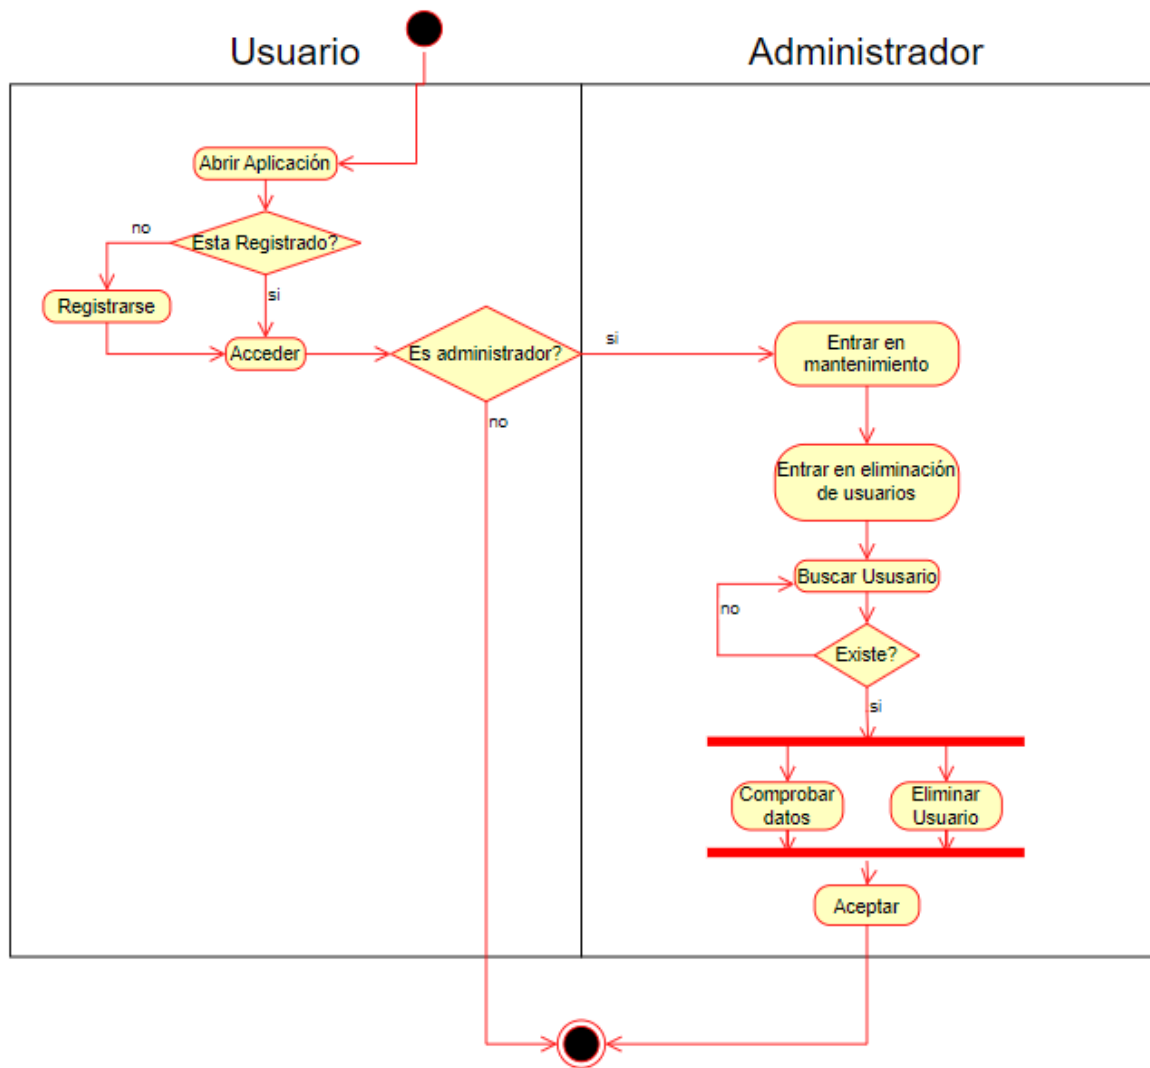 Usuario
Administrador
Abrir Aplicación
Esta Registrado?
no
si
Registrarse
Acceder
Es administrador?
si
no
Entrar en
mantenimiento
Entrar en eliminación
de usuarios
Buscar Ususario
no
Existe?
si
Comprobar
datos
Eliminar
Usuario
Aceptar